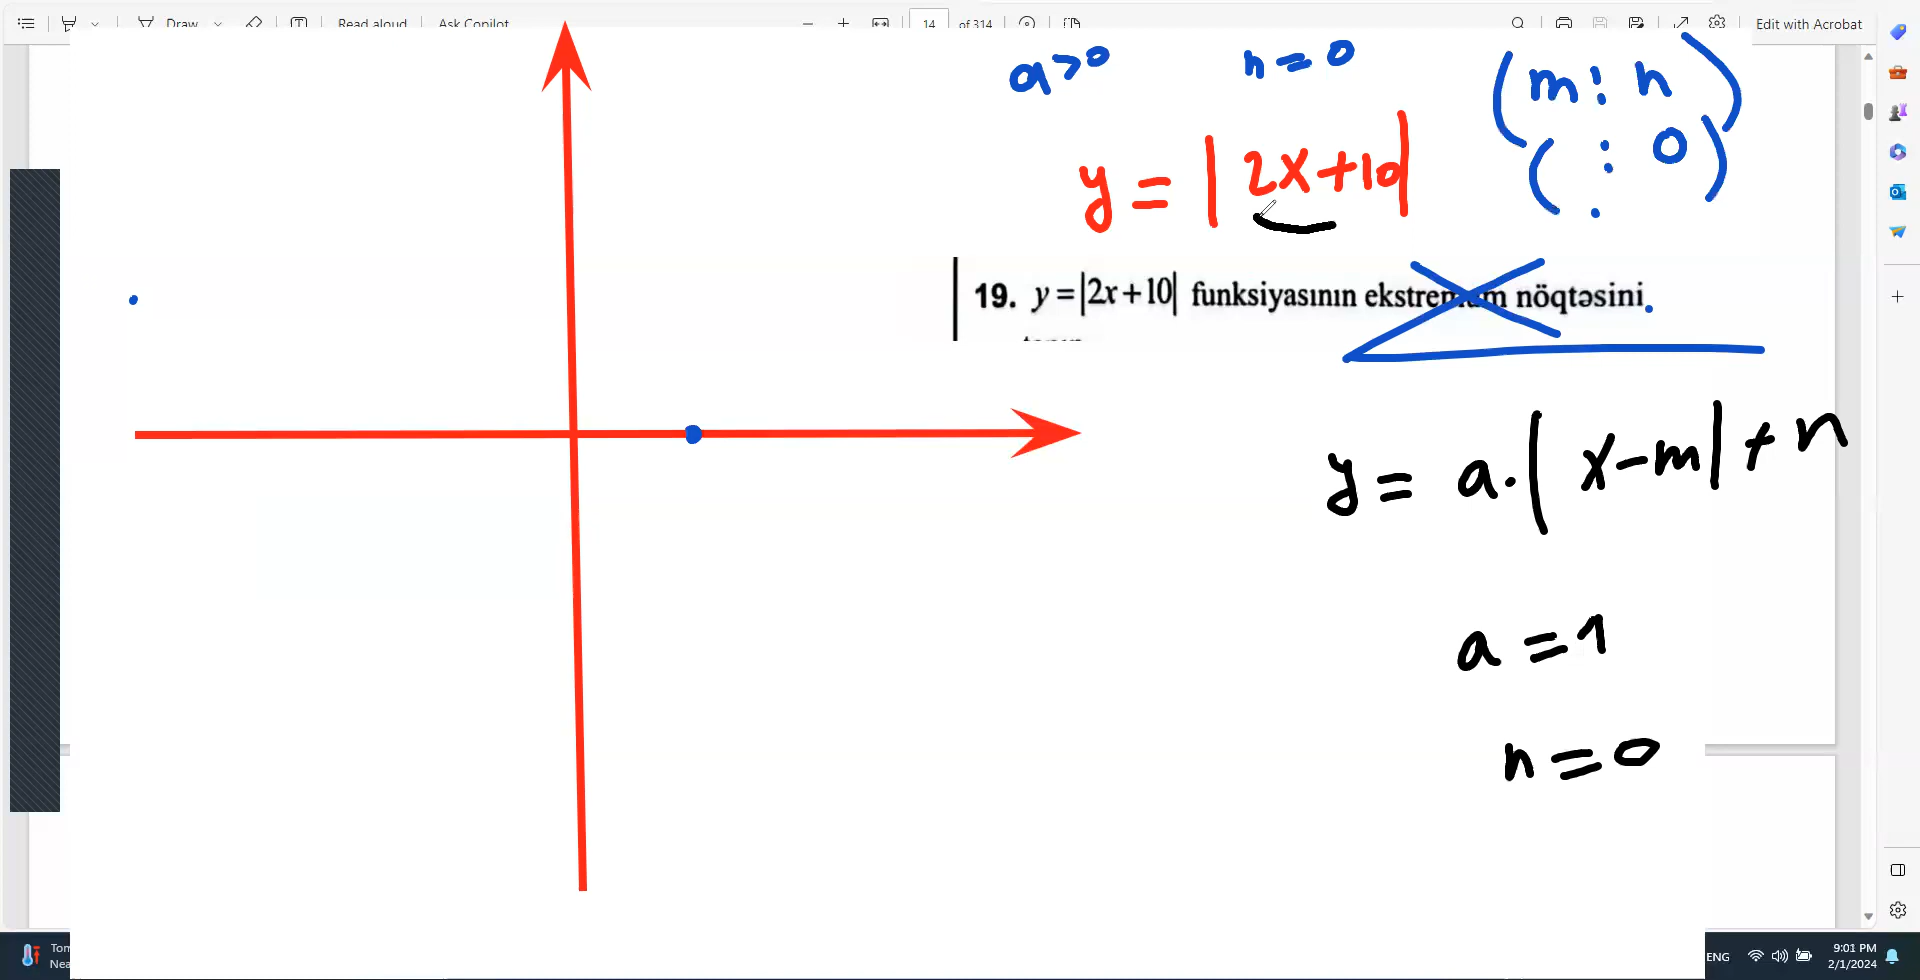 Draw
Read aloud
Ask Copilot
14 of 314
Edit with Acrobat
a>0 n=0 (m; n)
( ; 0)
y = |2x+10|
19. y=|2x+10| funksiyasının ekstremum nöqtəsini
y = a·|x-m|+n
a=1
n=0
ENG
9:01 PM
2/1/2024